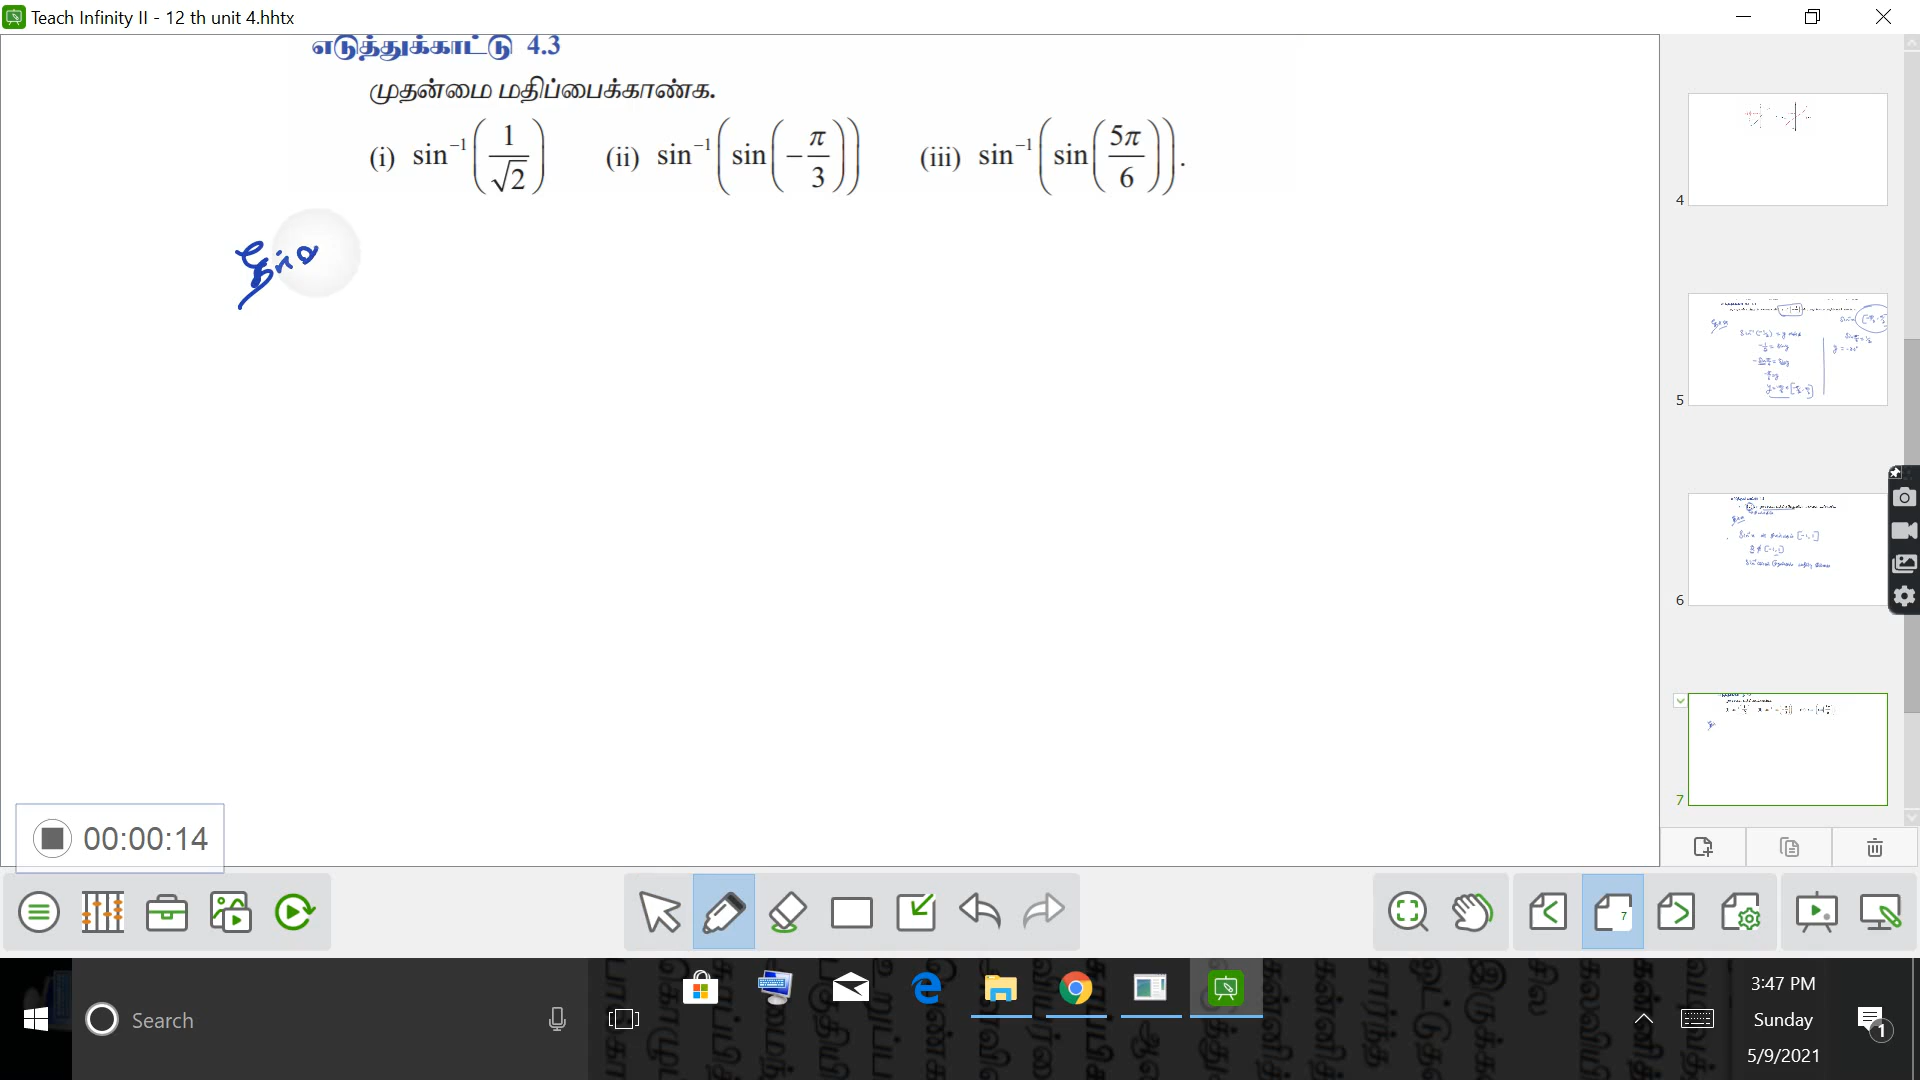 Teach Infinity II - 12 th unit 4.hhtx
எடுத்துக்காட்டு 4.3
முதன்மை மதிப்பைக்காண்க.
(i) sin⁻¹(1/√2) (ii) sin⁻¹(sin(−π/3)) (iii) sin⁻¹(sin(5π/6)).
தீர்வ
4
5
6
7
00:00:14
7
Search
3:47 PM
Sunday
5/9/2021
1